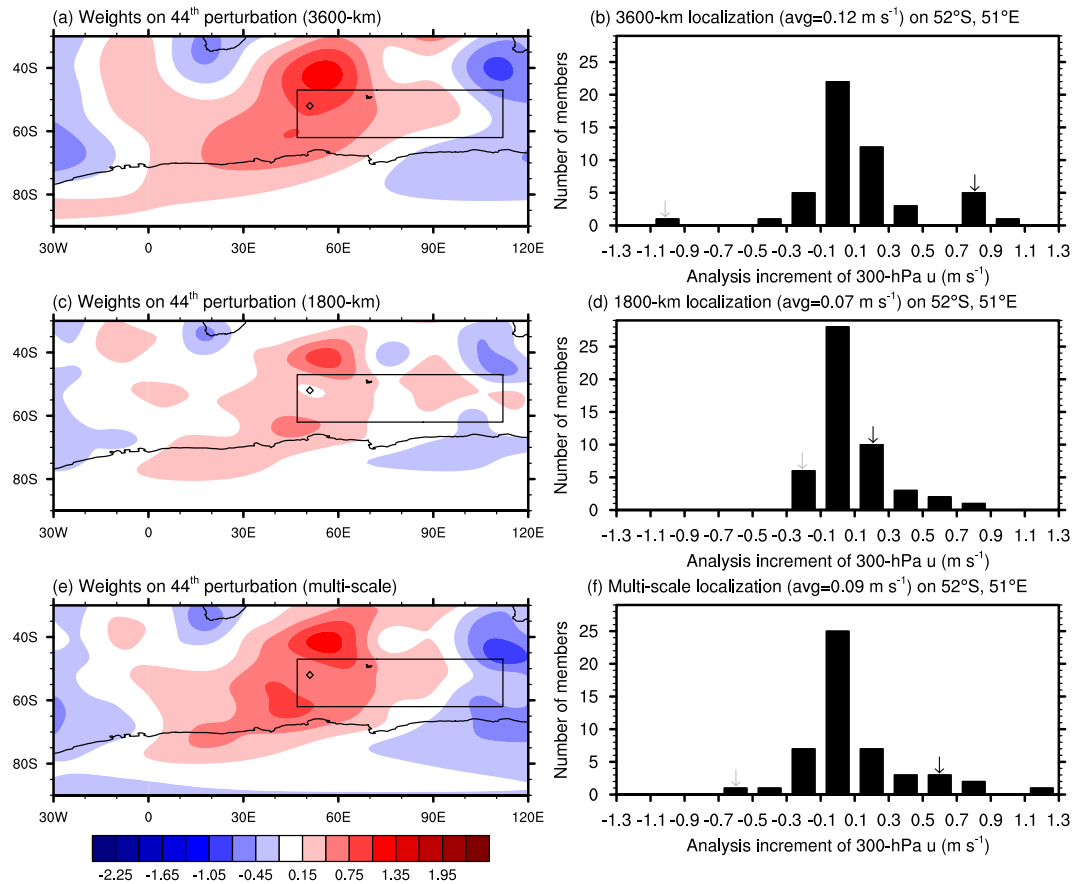 (a) Weights on 44th perturbation (3600-km)
40S
60S
80S
30W 0 30E 60E 90E 120E
(b) 3600-km localization (avg=0.12 m s-1) on 52°S, 51°E
Number of members
25
20
15
10
5
0
-1.3 -1.1 -0.9 -0.7 -0.5 -0.3 -0.1 0.1 0.3 0.5 0.7 0.9 1.1 1.3
Analysis increment of 300-hPa u (m s-1)
(c) Weights on 44th perturbation (1800-km)
40S
60S
80S
30W 0 30E 60E 90E 120E
(d) 1800-km localization (avg=0.07 m s-1) on 52°S, 51°E
Number of members
25
20
15
10
5
0
-1.3 -1.1 -0.9 -0.7 -0.5 -0.3 -0.1 0.1 0.3 0.5 0.7 0.9 1.1 1.3
Analysis increment of 300-hPa u (m s-1)
(e) Weights on 44th perturbation (multi-scale)
40S
60S
80S
30W 0 30E 60E 90E 120E
-2.25 -1.65 -1.05 -0.45 0.15 0.75 1.35 1.95
(f) Multi-scale localization (avg=0.09 m s-1) on 52°S, 51°E
Number of members
25
20
15
10
5
0
-1.3 -1.1 -0.9 -0.7 -0.5 -0.3 -0.1 0.1 0.3 0.5 0.7 0.9 1.1 1.3
Analysis increment of 300-hPa u (m s-1)